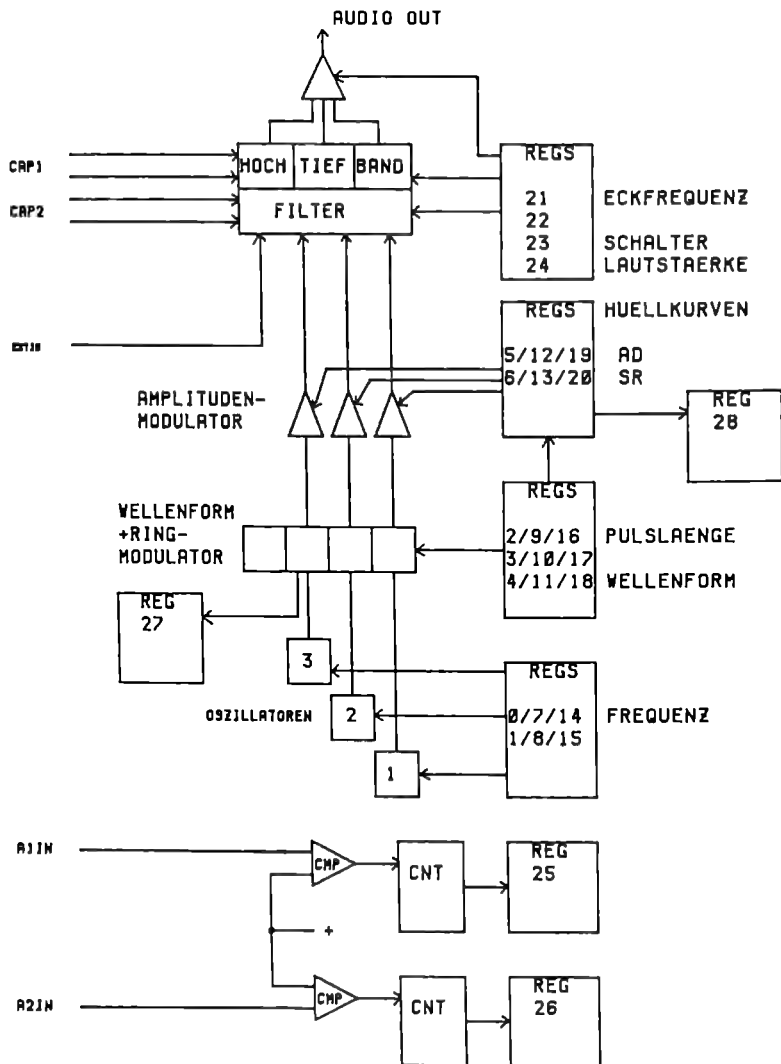 AUDIO OUT
HOCH TIEF BAND
FILTER
CAP1
CAP2
EXTIN
REGS
21 ECKFREQUENZ
22
23 SCHALTER
24 LAUTSTAERKE
REGS HUELLKURVEN
5/12/19 AD
6/13/20 SR
REG
28
AMPLITUDEN-
MODULATOR
WELLENFORM
+RING-
MODULATOR
REGS
2/9/16 PULSLAENGE
3/10/17
4/11/18 WELLENFORM
REG
27
3
OSZILLATOREN 2
1
REGS
0/7/14 FREQUENZ
1/8/15
A1IN
CMP
CNT
REG
25
+
A2IN
CMP
CNT
REG
26